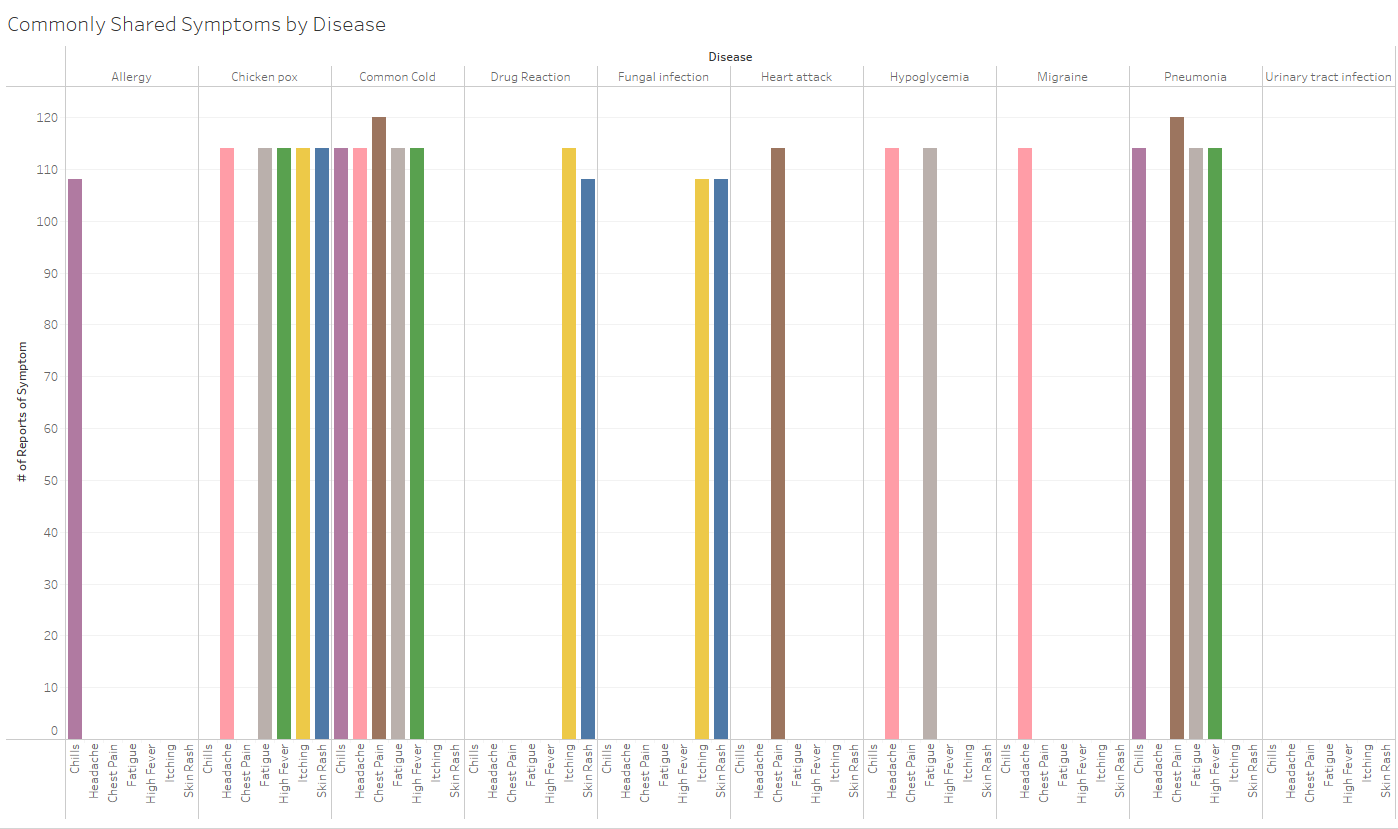 Commonly Shared Symptoms by Disease
Disease
Allergy Chicken pox Common Cold Drug Reaction Fungal infection Heart attack Hypoglycemia Migraine Pneumonia Urinary tract infection
# of Reports of Symptom
120
110
100
90
80
70
60
50
40
30
20
10
0
Chills Headache Chest Pain Fatigue High Fever Itching Skin Rash
Chills Headache Chest Pain Fatigue High Fever Itching Skin Rash
Chills Headache Chest Pain Fatigue High Fever Itching Skin Rash
Chills Headache Chest Pain Fatigue High Fever Itching Skin Rash
Chills Headache Chest Pain Fatigue High Fever Itching Skin Rash
Chills Headache Chest Pain Fatigue High Fever Itching Skin Rash
Chills Headache Chest Pain Fatigue High Fever Itching Skin Rash
Chills Headache Chest Pain Fatigue High Fever Itching Skin Rash
Chills Headache Chest Pain Fatigue High Fever Itching Skin Rash
Chills Headache Chest Pain Fatigue High Fever Itching Skin Rash